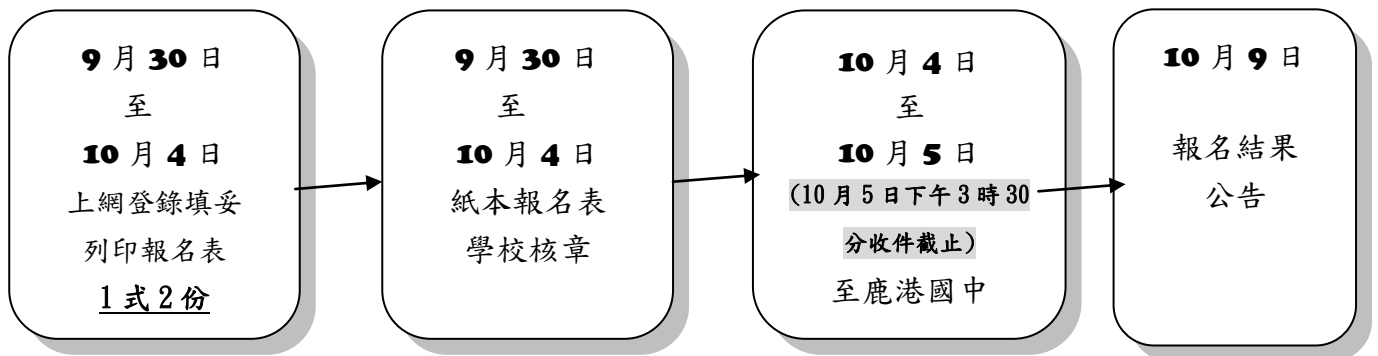 9 月 30 日
至
10 月 4 日
上網登錄填妥
列印報名表
1 式 2 份
9 月 30 日
至
10 月 4 日
紙本報名表
學校核章
10 月 4 日
至
10 月 5 日
(10 月 5 日下午 3 時 30
分收件截止)
至鹿港國中
10 月 9 日
報名結果
公告